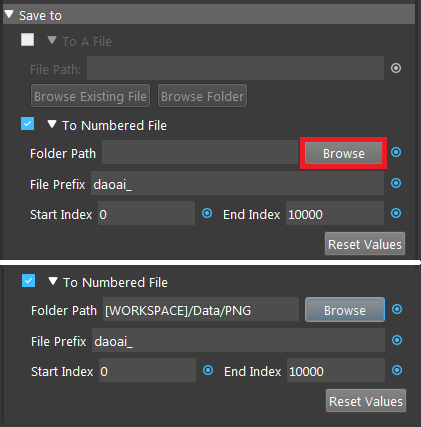 Save to
To A File
File Path:
Browse Existing File Browse Folder
To Numbered File
Folder Path Browse
File Prefix daoai_
Start Index 0 End Index 10000
Reset Values
To Numbered File
Folder Path [WORKSPACE]/Data/PNG Browse
File Prefix daoai_
Start Index 0 End Index 10000
Reset Values